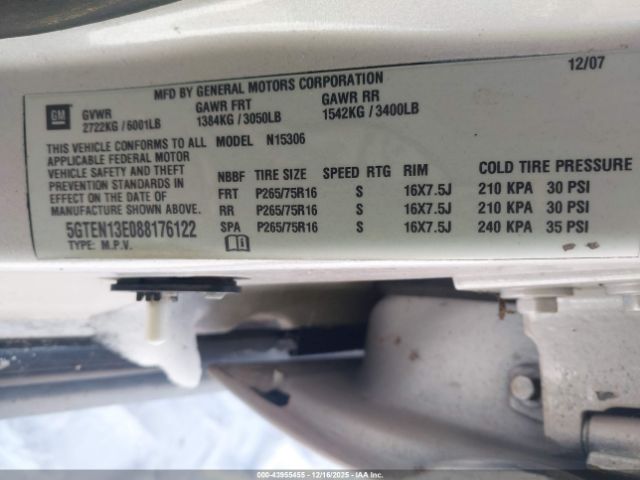 12/07
MFD BY GENERAL MOTORS CORPORATION
GM GVWR GAWR FRT GAWR RR
2722KG / 6001LB 1384KG / 3050LB 1542KG / 3400LB
THIS VEHICLE CONFORMS TO ALL MODEL N15306
APPLICABLE FEDERAL MOTOR
VEHICLE SAFETY AND THEFT
PREVENTION STANDARDS IN
EFFECT ON THE DATE OF
MANUFACTURE SHOWN ABOVE.
5GTEN13E088176122
TYPE: M.P.V.
NBBF TIRE SIZE SPEED RTG RIM COLD TIRE PRESSURE
FRT P265/75R16 S 16X7.5J 210 KPA 30 PSI
RR P265/75R16 S 16X7.5J 210 KPA 30 PSI
SPA P265/75R16 S 16X7.5J 240 KPA 35 PSI
000-43955455 - 12/16/2025 - IAA Inc.